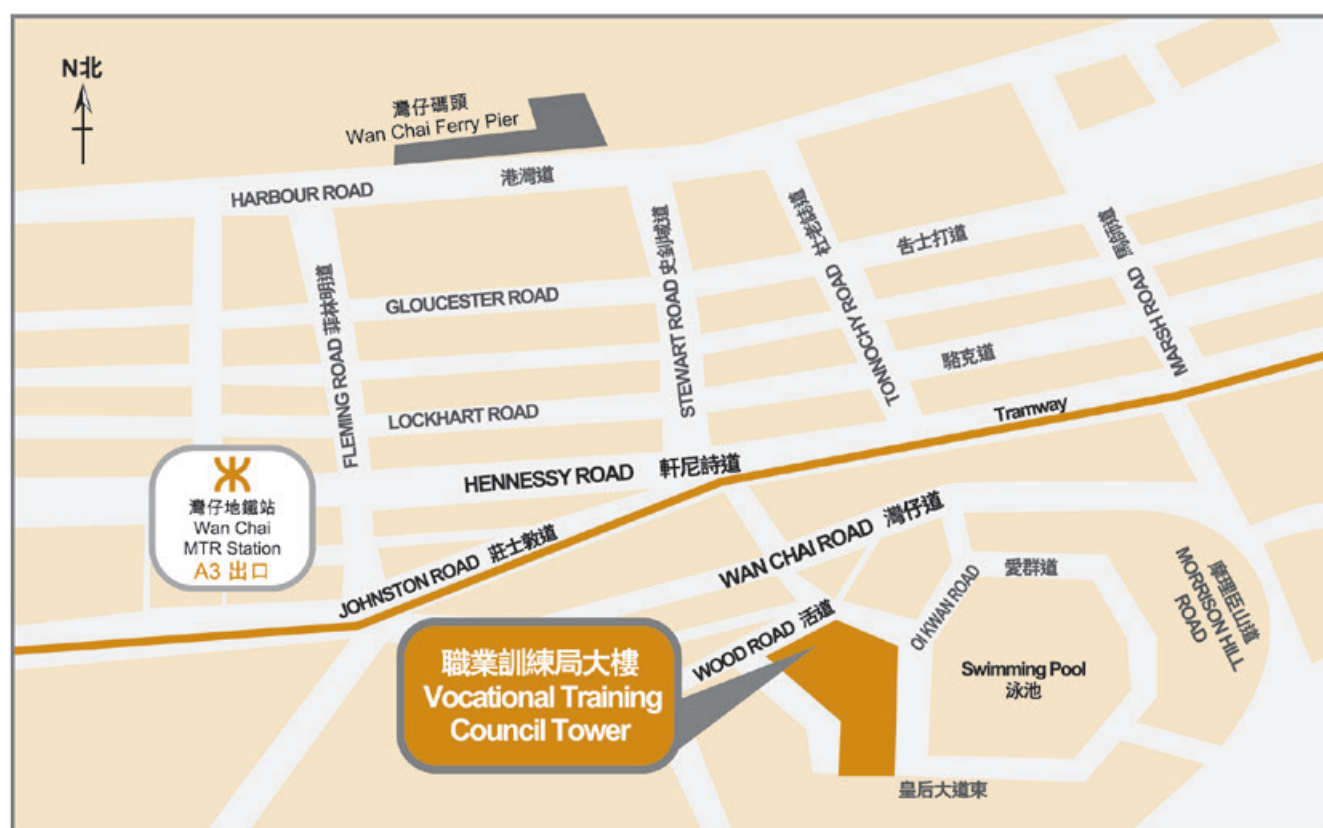 N北
灣仔碼頭
Wan Chai Ferry Pier
HARBOUR ROAD 港灣道
FLEMING ROAD 菲林明道
STEWART ROAD 史釗域道
TONNOCHY ROAD 杜老誌道
MARSH ROAD 馬師道
GLOUCESTER ROAD 告士打道
LOCKHART ROAD 駱克道
Tramway
HENNESSY ROAD 軒尼詩道
灣仔地鐵站
Wan Chai
MTR Station
A3 出口
JOHNSTON ROAD 莊士敦道
WAN CHAI ROAD 灣仔道
愛群道
OI KWAN ROAD
摩理臣山道
MORRISON HILL
ROAD
WOOD ROAD 活道
職業訓練局大樓
Vocational Training
Council Tower
Swimming Pool
泳池
皇后大道東